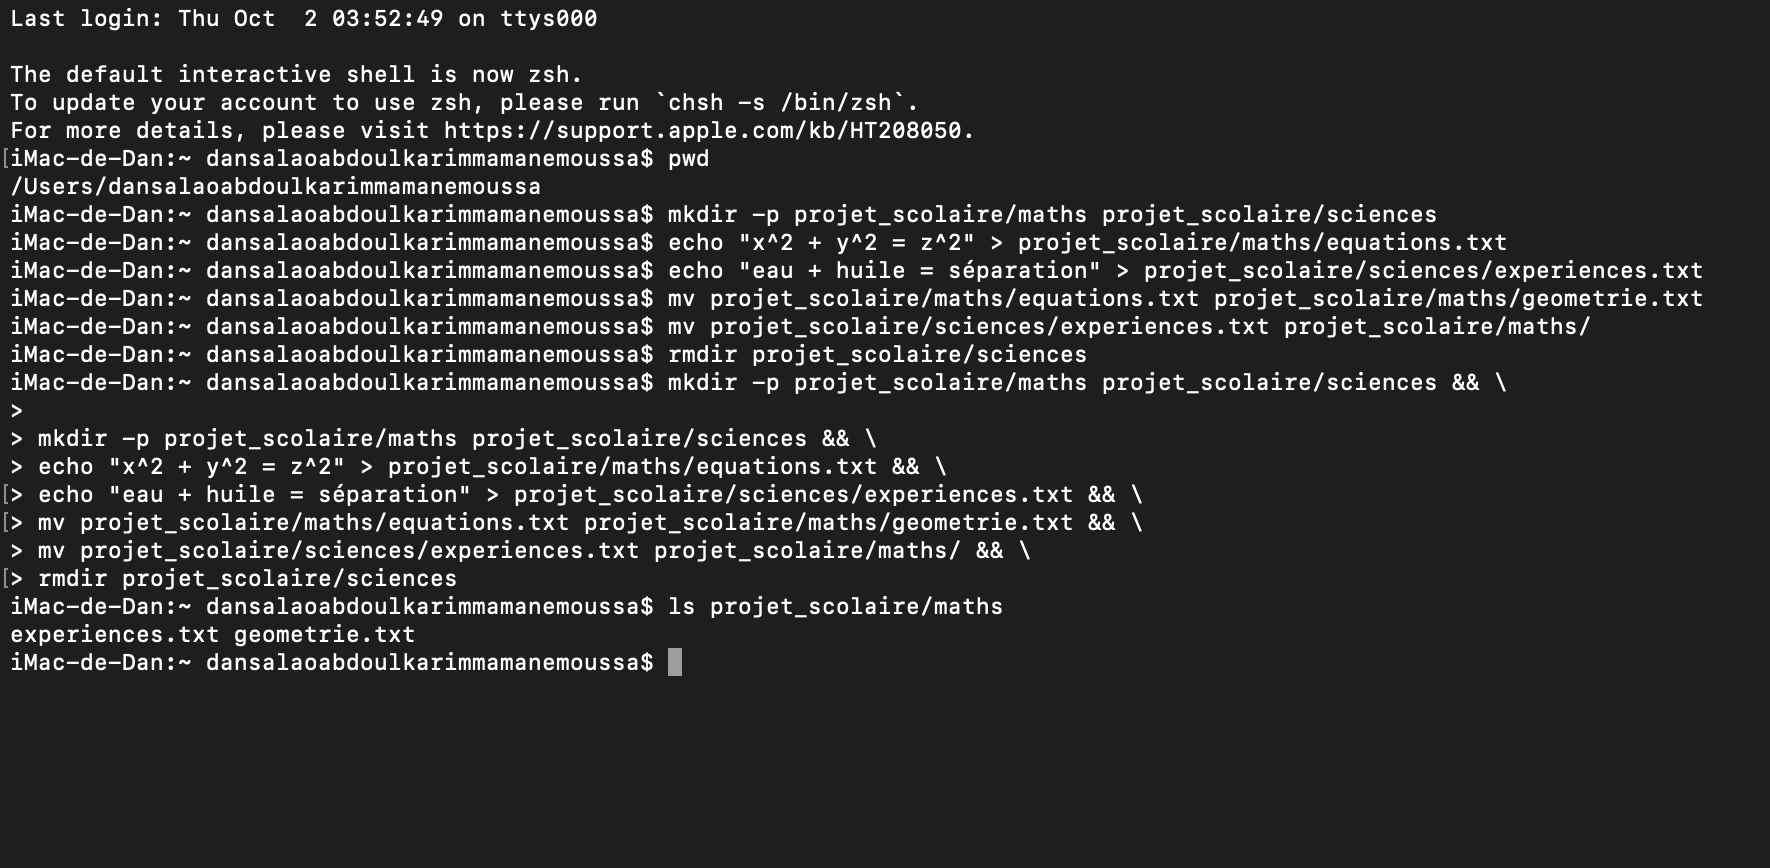 Last login: Thu Oct  2 03:52:49 on ttys000
The default interactive shell is now zsh.
To update your account to use zsh, please run `chsh -s /bin/zsh`.
For more details, please visit https://support.apple.com/kb/HT208050.
[iMac-de-Dan:~ dansalaoabdoulkarimmamanemoussa$ pwd
/Users/dansalaoabdoulkarimmamanemoussa
iMac-de-Dan:~ dansalaoabdoulkarimmamanemoussa$ mkdir -p projet_scolaire/maths projet_scolaire/sciences
iMac-de-Dan:~ dansalaoabdoulkarimmamanemoussa$ echo "x^2 + y^2 = z^2" > projet_scolaire/maths/equations.txt
iMac-de-Dan:~ dansalaoabdoulkarimmamanemoussa$ echo "eau + huile = séparation" > projet_scolaire/sciences/experiences.txt
iMac-de-Dan:~ dansalaoabdoulkarimmamanemoussa$ mv projet_scolaire/maths/equations.txt projet_scolaire/maths/geometrie.txt
iMac-de-Dan:~ dansalaoabdoulkarimmamanemoussa$ mv projet_scolaire/sciences/experiences.txt projet_scolaire/maths/
iMac-de-Dan:~ dansalaoabdoulkarimmamanemoussa$ rmdir projet_scolaire/sciences
iMac-de-Dan:~ dansalaoabdoulkarimmamanemoussa$ mkdir -p projet_scolaire/maths projet_scolaire/sciences && \
>
> mkdir -p projet_scolaire/maths projet_scolaire/sciences && \
> echo "x^2 + y^2 = z^2" > projet_scolaire/maths/equations.txt && \
[> echo "eau + huile = séparation" > projet_scolaire/sciences/experiences.txt && \
[> mv projet_scolaire/maths/equations.txt projet_scolaire/maths/geometrie.txt && \
> mv projet_scolaire/sciences/experiences.txt projet_scolaire/maths/ && \
[> rmdir projet_scolaire/sciences
iMac-de-Dan:~ dansalaoabdoulkarimmamanemoussa$ ls projet_scolaire/maths
experiences.txt geometrie.txt
iMac-de-Dan:~ dansalaoabdoulkarimmamanemoussa$